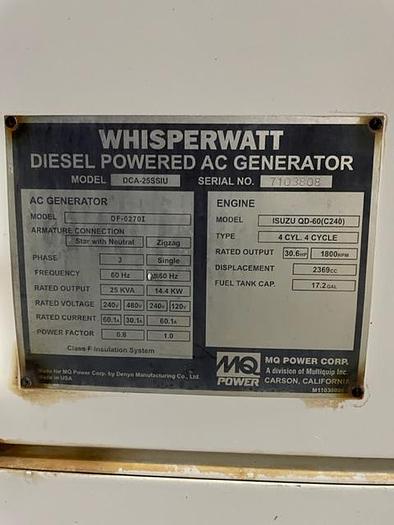 WHISPERWATT
DIESEL POWERED AC GENERATOR
MODEL DCA-25SSIU SERIAL NO. 7103808
AC GENERATOR
MODEL DF-0270I
ARMATURE CONNECTION
Star with Neutral Zigzag
PHASE 3 Single
FREQUENCY 60 Hz 60 Hz
RATED OUTPUT 25 KVA 14.4 KW
RATED VOLTAGE 240V 480V 240V 120V
RATED CURRENT 60.1A 30.1A 60.1A
POWER FACTOR 0.8 1.0
Class F Insulation System
ENGINE
MODEL ISUZU QD-60(C240)
TYPE 4 CYL. 4 CYCLE
RATED OUTPUT 30.6HP 1800RPM
DISPLACEMENT 2369CC
FUEL TANK CAP. 17.2GAL
Made for MQ Power Corp. by Denyo Manufacturing Co., Ltd.
Made in USA
MQ
POWER
MQ POWER CORP.
A division of Multiquip Inc.
CARSON, CALIFORNIA